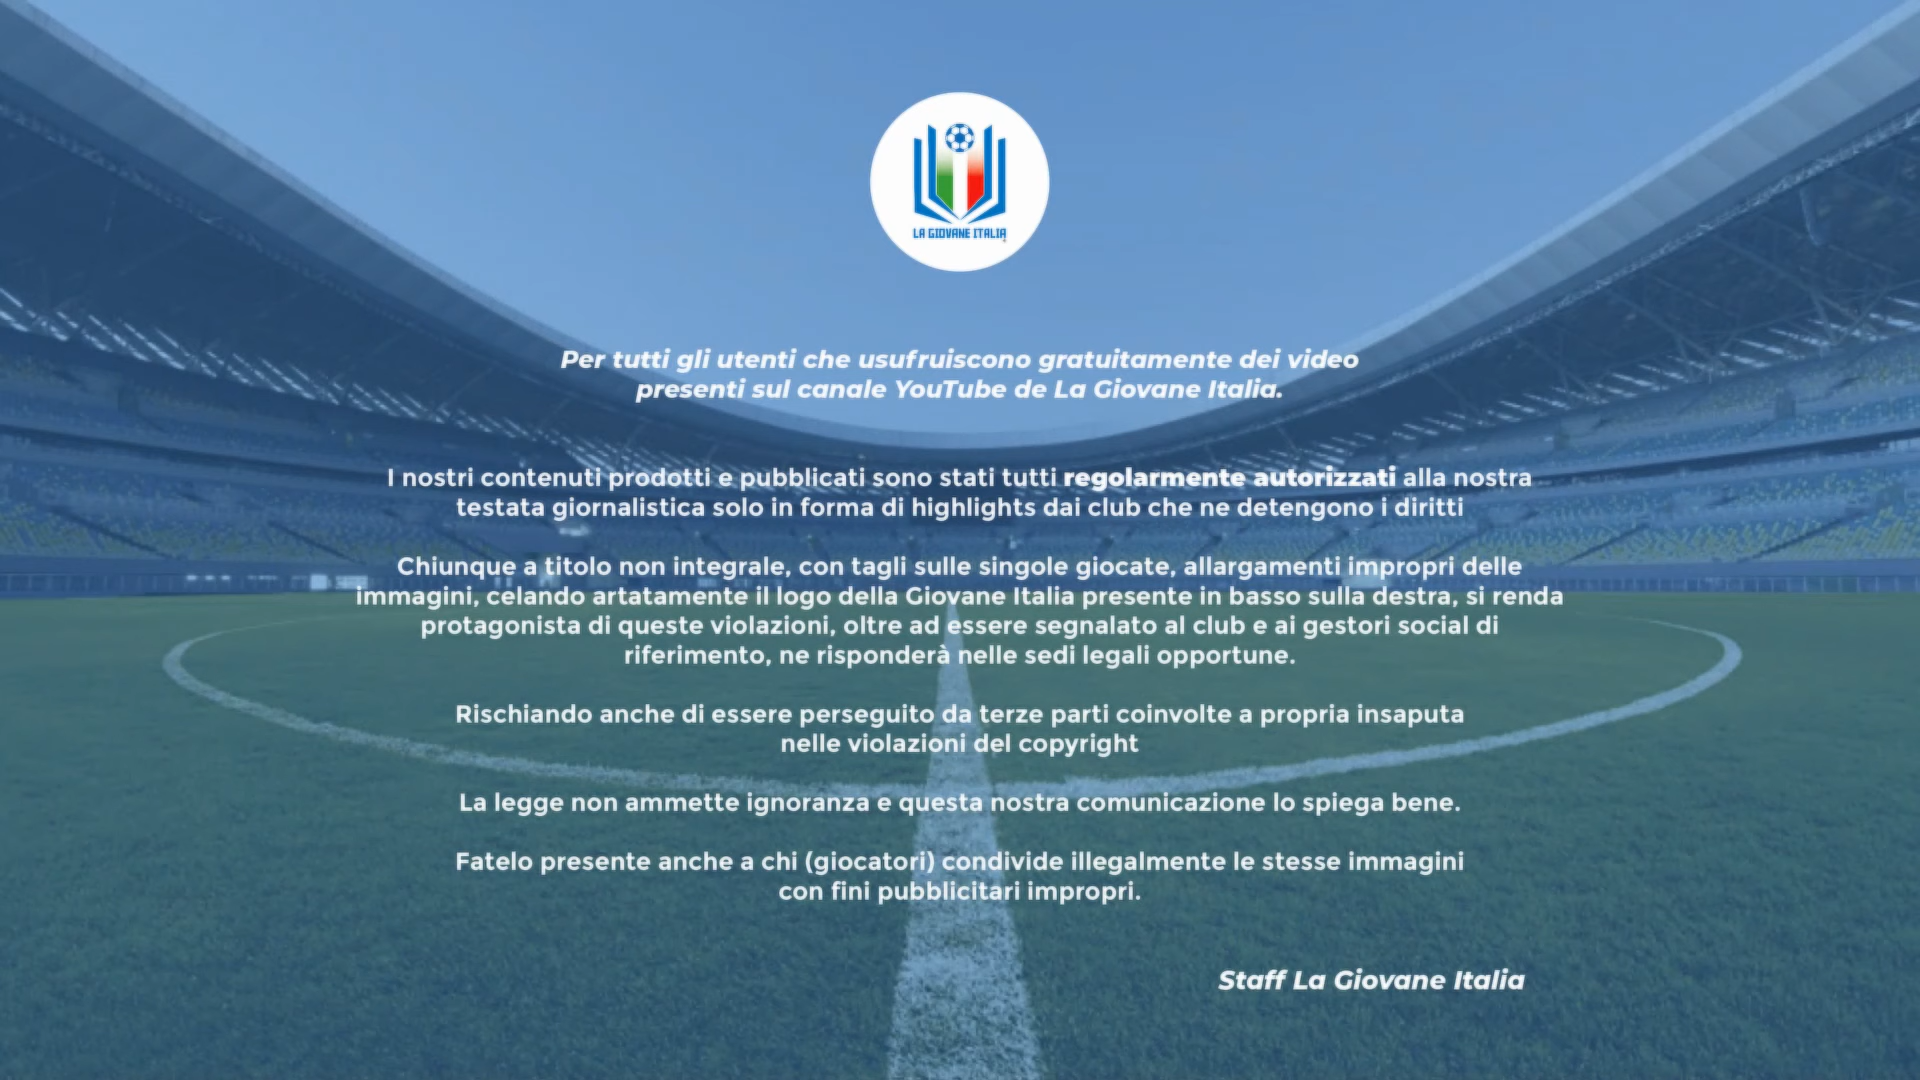 LA GIOVANE ITALIA
Per tutti gli utenti che usufruiscono gratuitamente dei video
presenti sul canale YouTube de La Giovane Italia.
I nostri contenuti prodotti e pubblicati sono stati tutti regolarmente autorizzati alla nostra
testata giornalistica solo in forma di highlights dai club che ne detengono i diritti
Chiunque a titolo non integrale, con tagli sulle singole giocate, allargamenti impropri delle
immagini, celando artatamente il logo della Giovane Italia presente in basso sulla destra, si renda
protagonista di queste violazioni, oltre ad essere segnalato al club e ai gestori social di
riferimento, ne risponderà nelle sedi legali opportune.
Rischiando anche di essere perseguito da terze parti coinvolte a propria insaputa
nelle violazioni del copyright
La legge non ammette ignoranza e questa nostra comunicazione lo spiega bene.
Fatelo presente anche a chi (giocatori) condivide illegalmente le stesse immagini
con fini pubblicitari impropri.
Staff La Giovane Italia